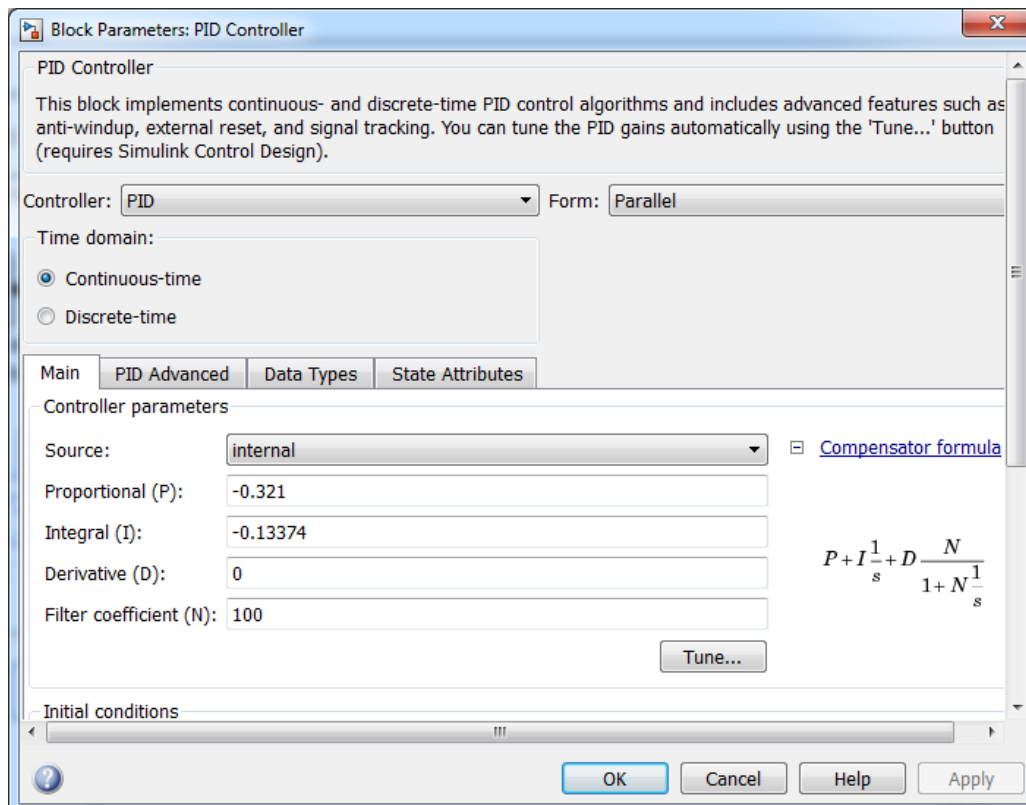 Block Parameters: PID Controller
X
PID Controller
This block implements continuous- and discrete-time PID control algorithms and includes advanced features such as
anti-windup, external reset, and signal tracking. You can tune the PID gains automatically using the 'Tune...' button
(requires Simulink Control Design).
Controller: PID Form: Parallel
Time domain:
Continuous-time
Discrete-time
Main PID Advanced Data Types State Attributes
Controller parameters
Source: internal Compensator formula
Proportional (P): -0.321
Integral (I): -0.13374
Derivative (D): 0
Filter coefficient (N): 100
P + I 1/s + D N/(1 + N 1/s)
Tune...
Initial conditions
? OK Cancel Help Apply